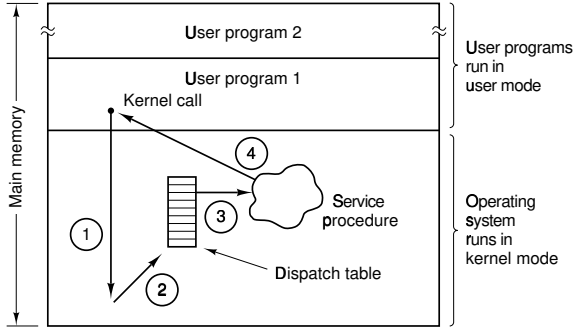 User program 2
User program 1
Kernel call
User programs
run in
user mode
Main memory
4
3
1
2
Service
procedure
Dispatch table
Operating
system
runs in
kernel mode